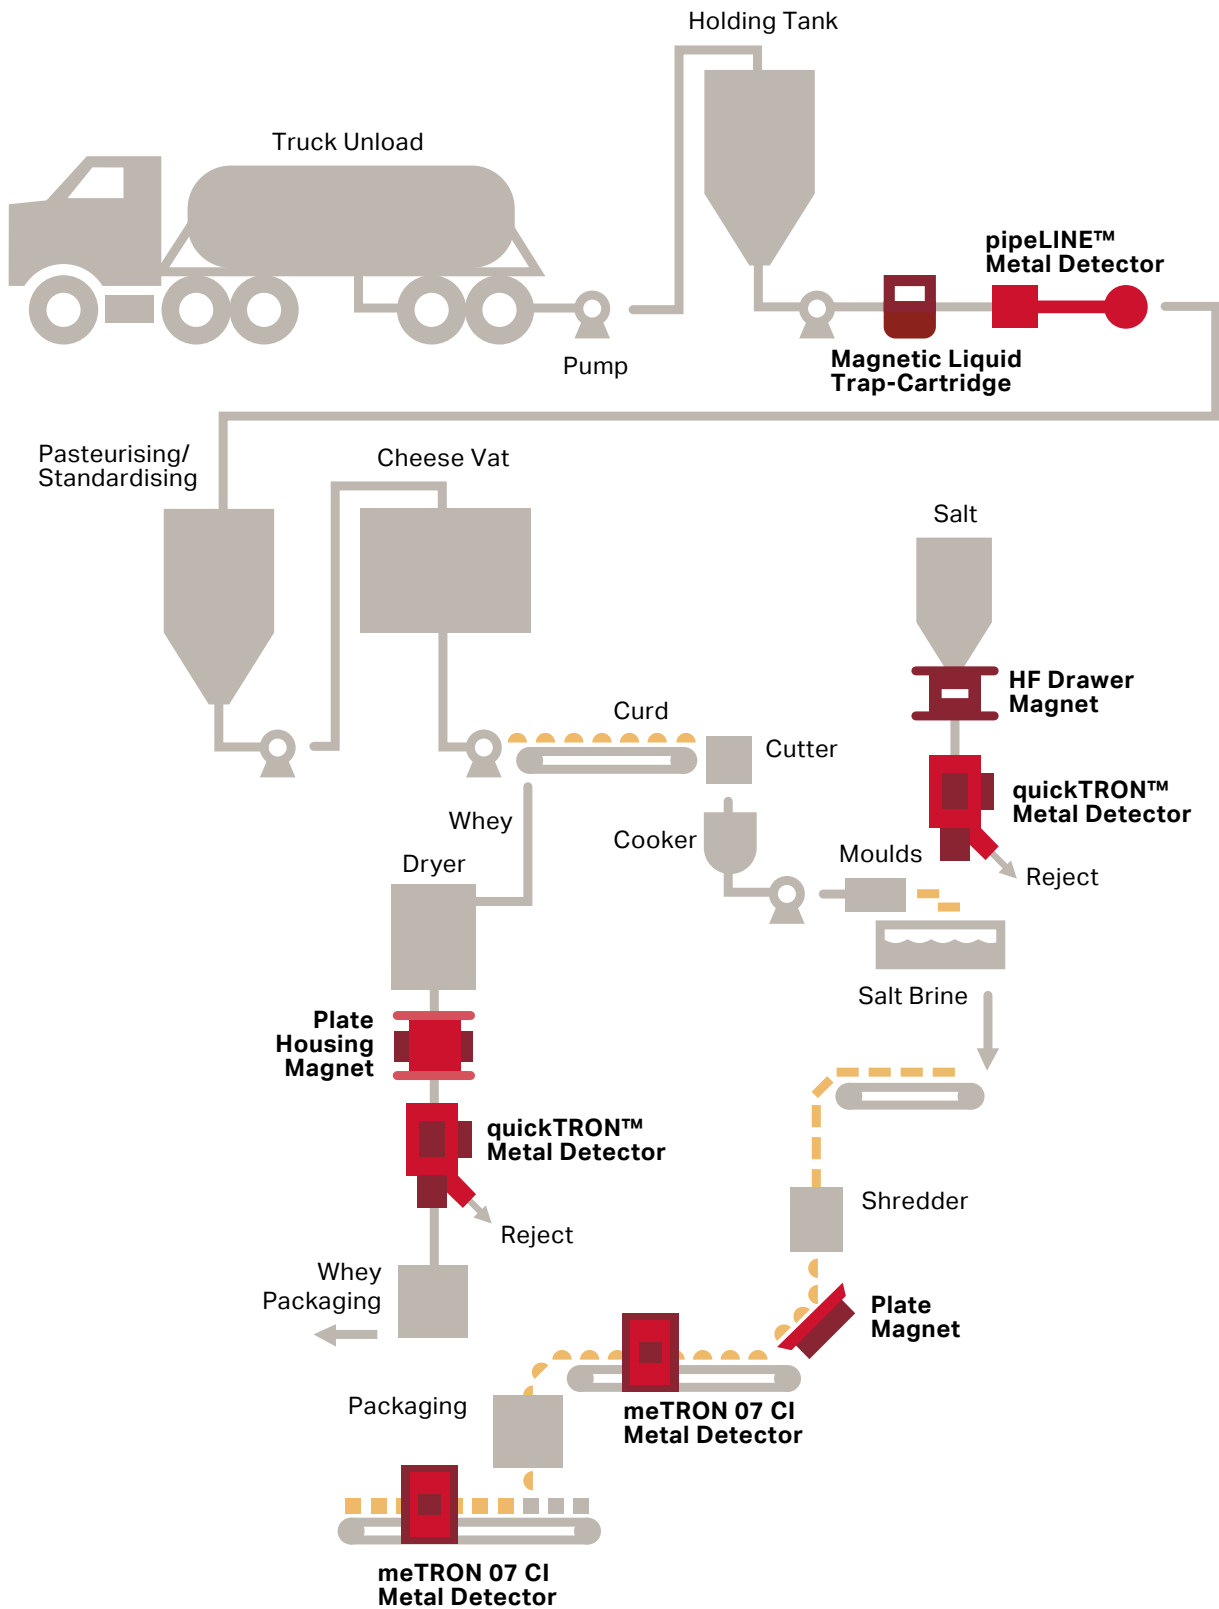 Holding Tank
Truck Unload
pipeLINE™
Metal Detector
Pump
Magnetic Liquid
Trap-Cartridge
Pasteurising/
Standardising
Cheese Vat
Salt
HF Drawer
Magnet
Curd
Cutter
quickTRON™
Metal Detector
Whey
Cooker
Moulds
Dryer
Reject
Salt Brine
Plate
Housing
Magnet
quickTRON™
Metal Detector
Shredder
Reject
Whey
Packaging
Plate
Magnet
Packaging
meTRON 07 CI
Metal Detector
meTRON 07 CI
Metal Detector